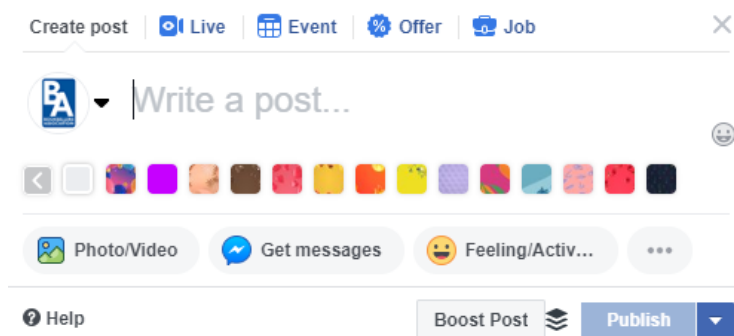 Create post Live Event Offer Job
BA
Write a post...
Photo/Video Get messages Feeling/Activ...
Help Boost Post Publish